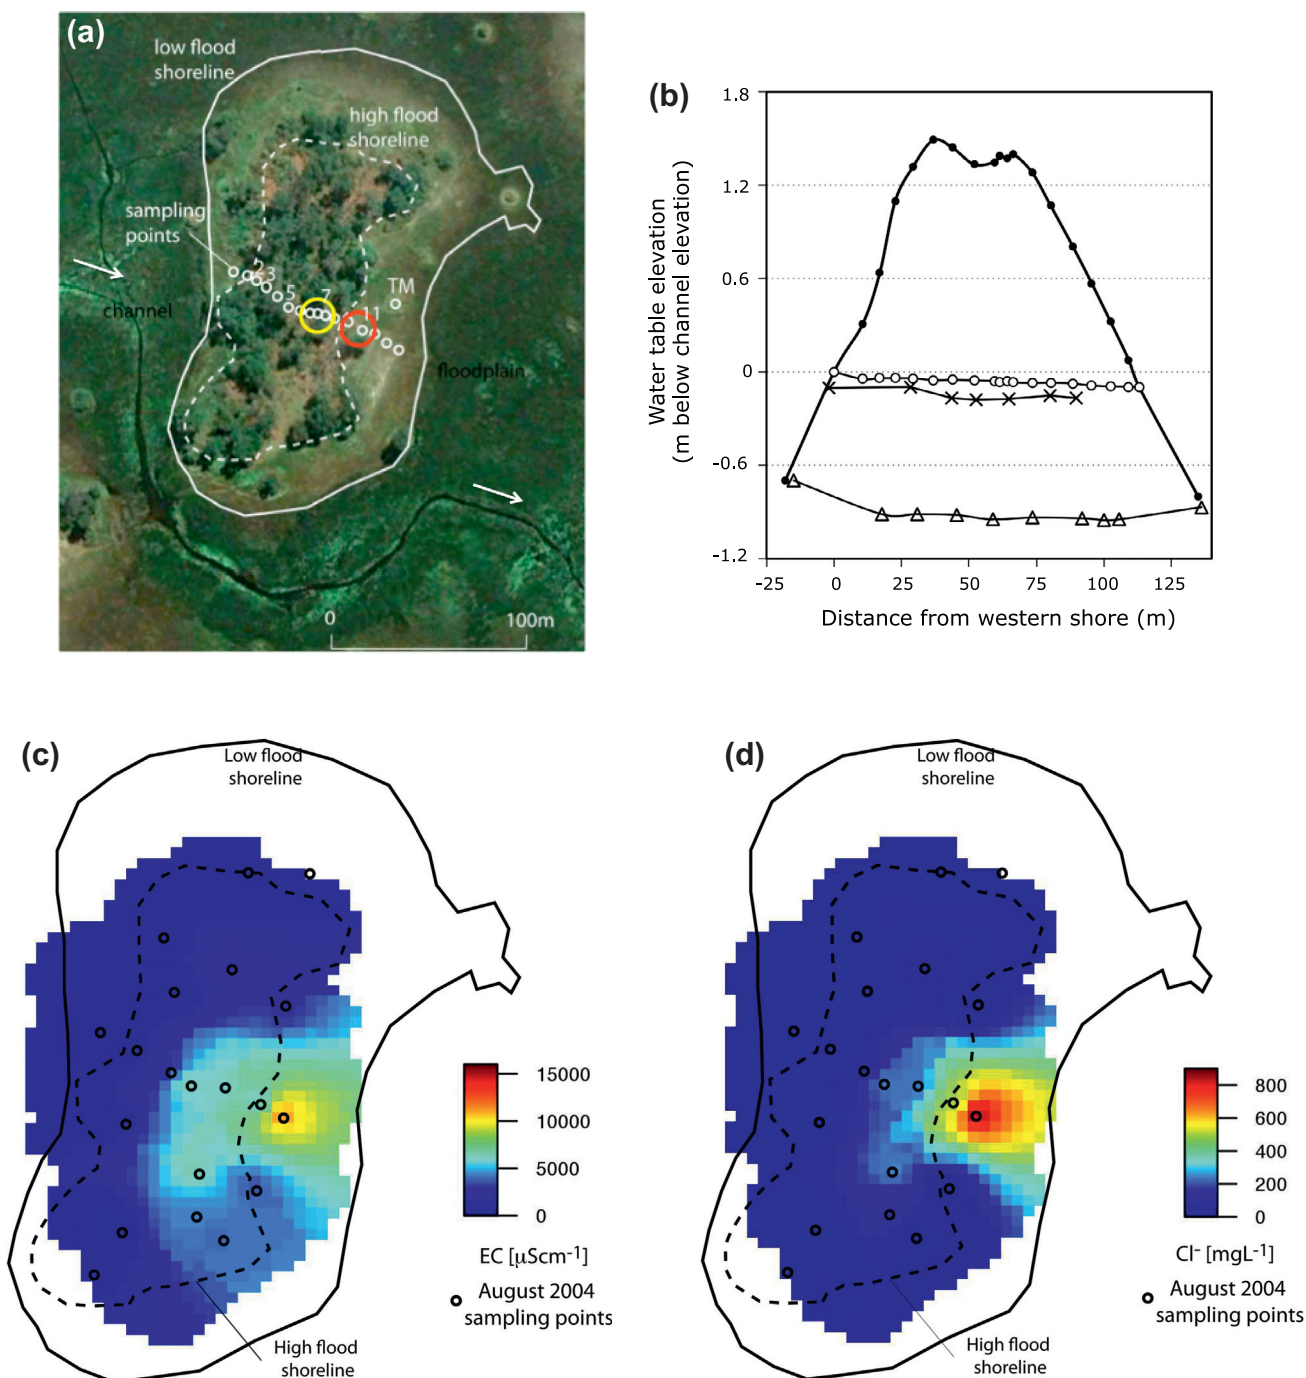 (a)
low flood
shoreline
high flood
shoreline
sampling
points
23
5
7
11
TM
channel
floodplain
0
100m
(b)
Water table elevation
(m below channel elevation)
1.8
1.2
0.6
0
-0.6
-1.2
-25
0
25
50
75
100
125
Distance from western shore (m)
(c)
Low flood
shoreline
15000
10000
5000
0
EC [µScm-1]
August 2004
sampling points
High flood
shoreline
(d)
Low flood
shoreline
800
600
400
200
0
Cl- [mgL-1]
August 2004
sampling points
High flood
shoreline